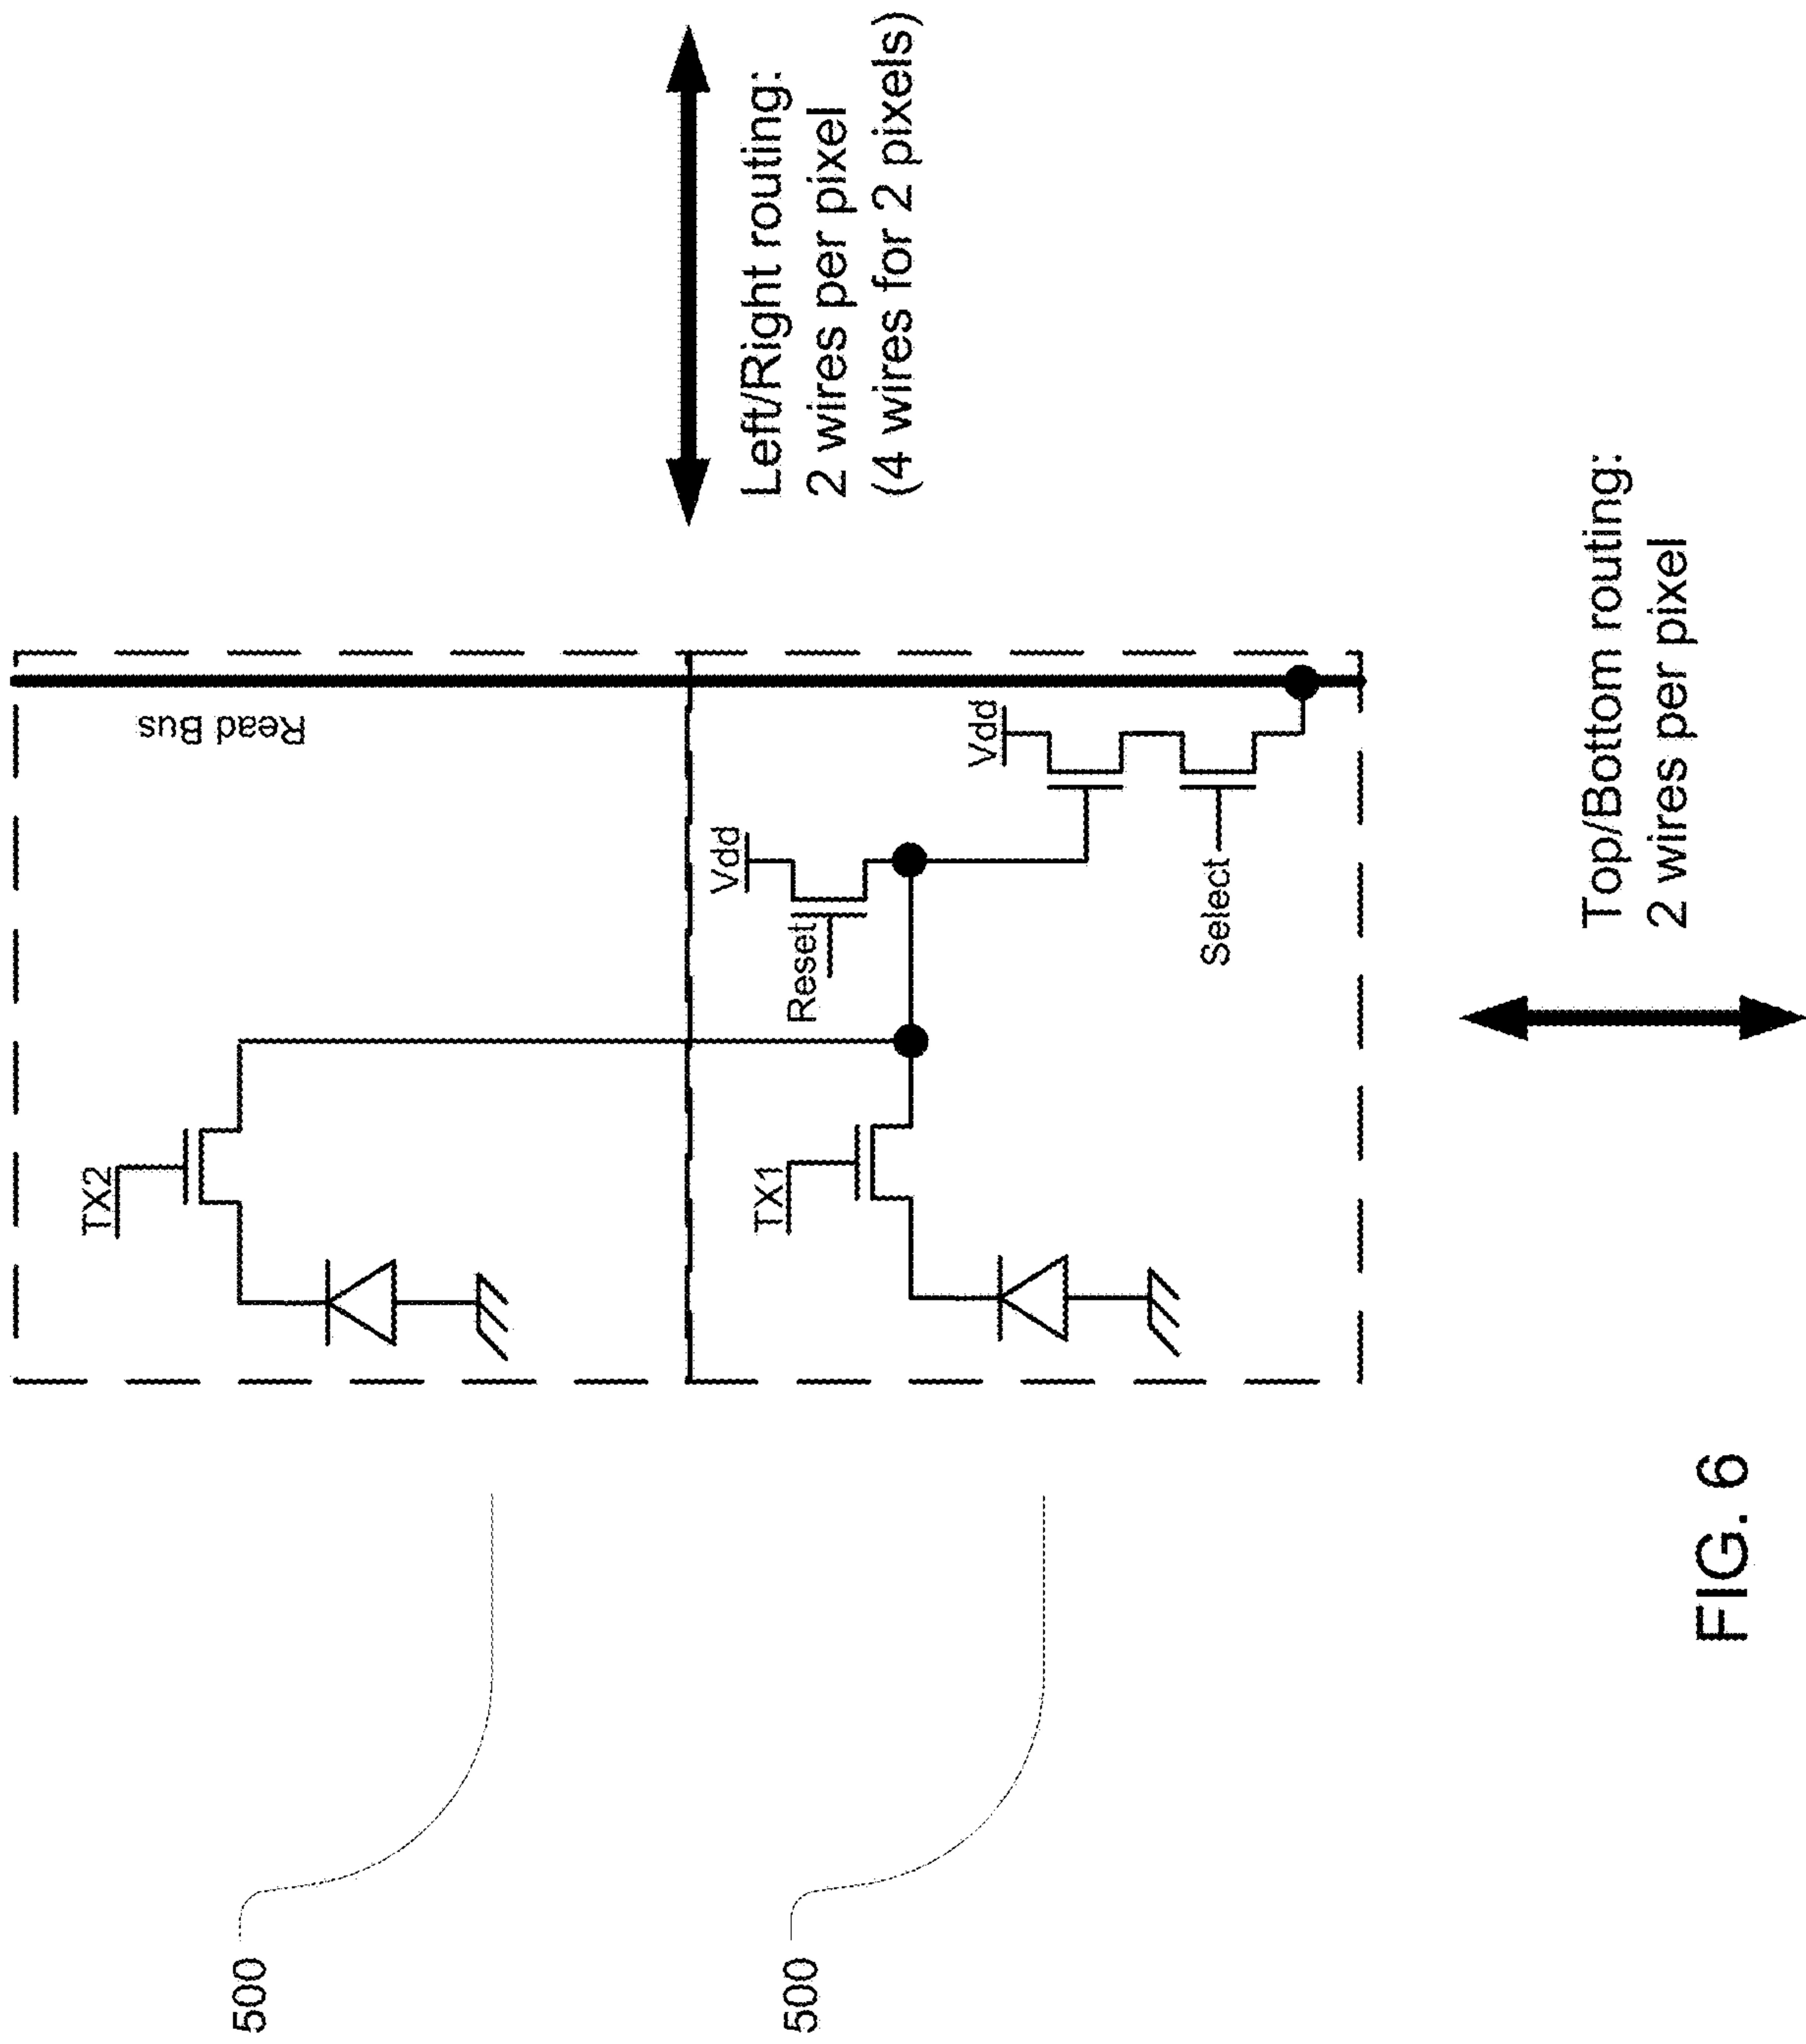 500
500
TX2
TX1
Reset
Vdd
Select
Vdd
Read Bus
Left/Right routing:
2 wires per pixel
(4 wires for 2 pixels)
Top/Bottom routing:
2 wires per pixel
FIG. 6